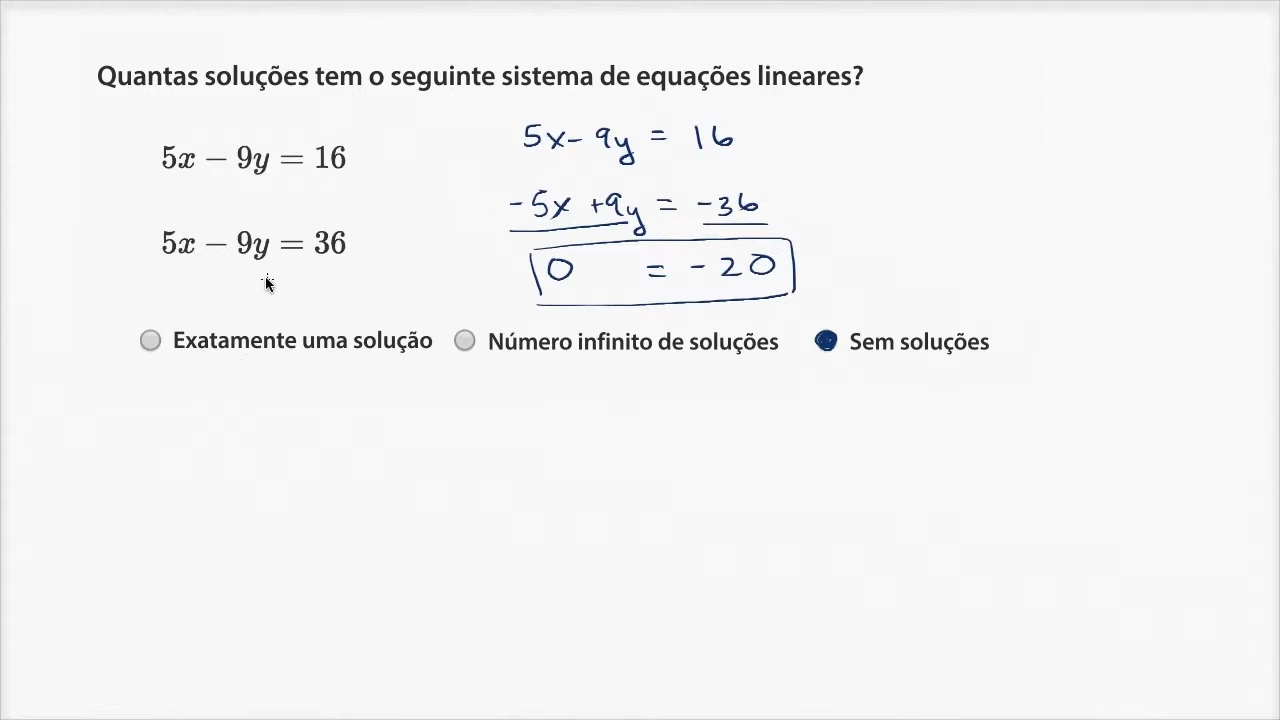 Quantas soluções tem o seguinte sistema de equações lineares?
5x − 9y = 16
5x − 9y = 36
5x - 9y = 16
-5x +9y = -36
0 = -20
Exatamente uma solução Número infinito de soluções Sem soluções